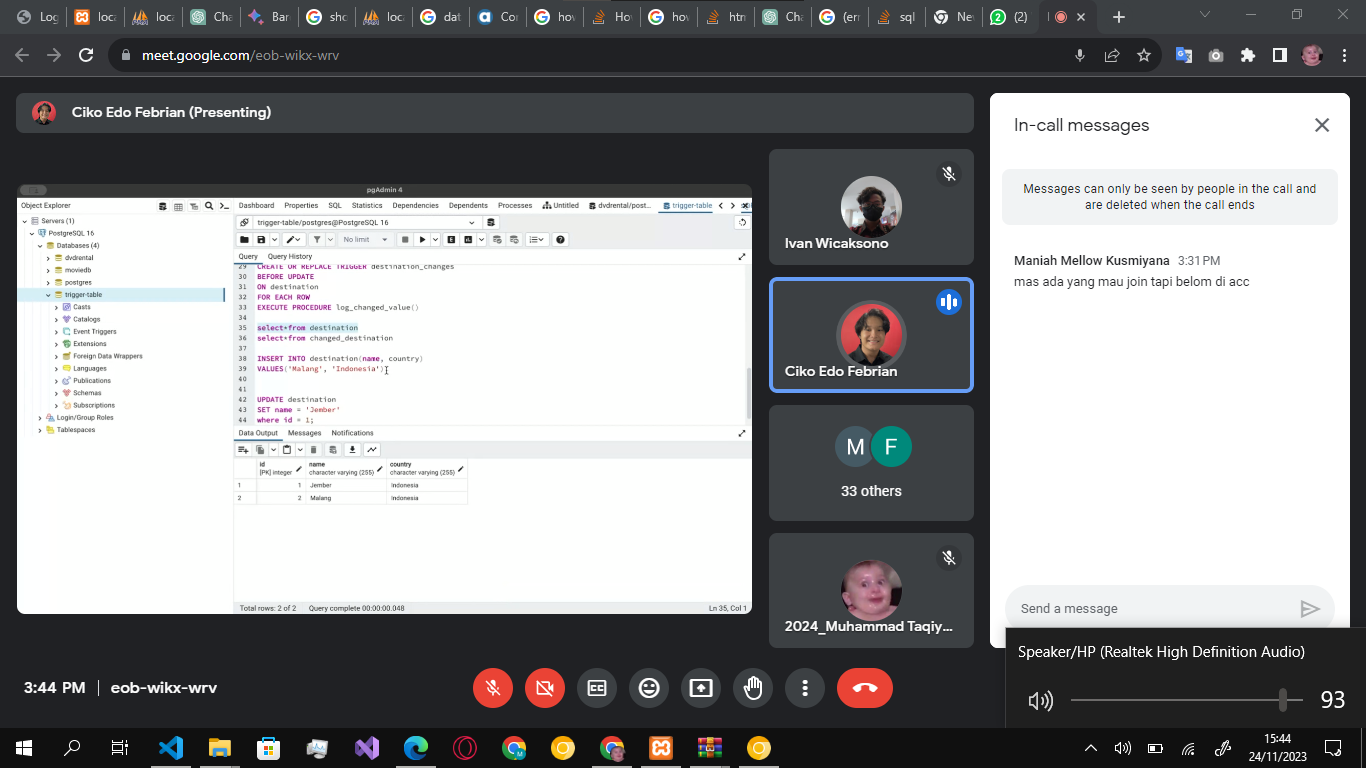 Log
loca
loca
Cha
Bar
sho
loca
dat
Co
how
Ho
how
htm
Cha
(err
sql
Ne
(2)
meet.google.com/eob-wikx-wrv
Ciko Edo Febrian (Presenting)
pgAdmin 4
Object Explorer
Dashboard Properties SQL Statistics Dependencies Dependents Processes Untitled dvdrental/post... trigger-table
trigger-table/postgres@PostgreSQL 16
No limit
Query Query History
Servers (1)
PostgreSQL 16
Databases (4)
dvdrental
moviedb
postgres
trigger-table
Casts
Catalogs
Event Triggers
Extensions
Foreign Data Wrappers
Languages
Publications
Schemas
Subscriptions
Login/Group Roles
Tablespaces
29 CREATE OR REPLACE TRIGGER destination_changes
30 BEFORE UPDATE
31 ON destination
32 FOR EACH ROW
33 EXECUTE PROCEDURE log_changed_value()
34
35 select*from destination
36 select*from changed_destination
37
38 INSERT INTO destination(name, country)
39 VALUES('Malang', 'Indonesia')
40
41
42 UPDATE destination
43 SET name = 'Jember'
44 where id = 1;
Data Output Messages Notifications
id
[PK] integer
name
character varying (255)
country
character varying (255)
1 1 Jember Indonesia
2 2 Malang Indonesia
Total rows: 2 of 2 Query complete 00:00:00.048 Ln 35, Col 1
Ivan Wicaksono
Ciko Edo Febrian
M F
33 others
2024_Muhammad Taqiy...
In-call messages
Messages can only be seen by people in the call and
are deleted when the call ends
Maniah Mellow Kusmiyana 3:31 PM
mas ada yang mau join tapi belom di acc
Send a message
Speaker/HP (Realtek High Definition Audio)
93
3:44 PM | eob-wikx-wrv
15:44
24/11/2023